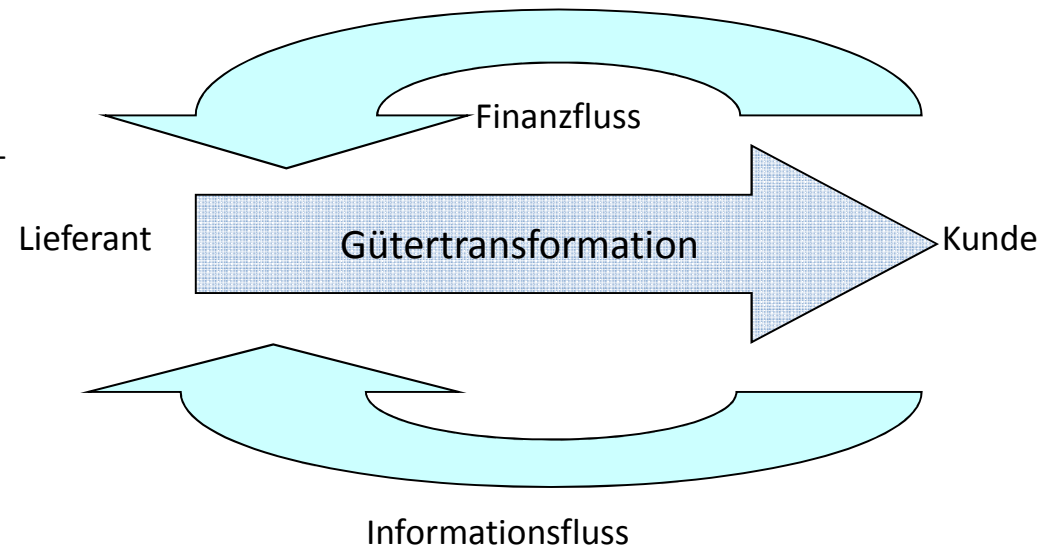 Finanzfluss
Lieferant
Gütertransformation
Kunde
Informationsfluss